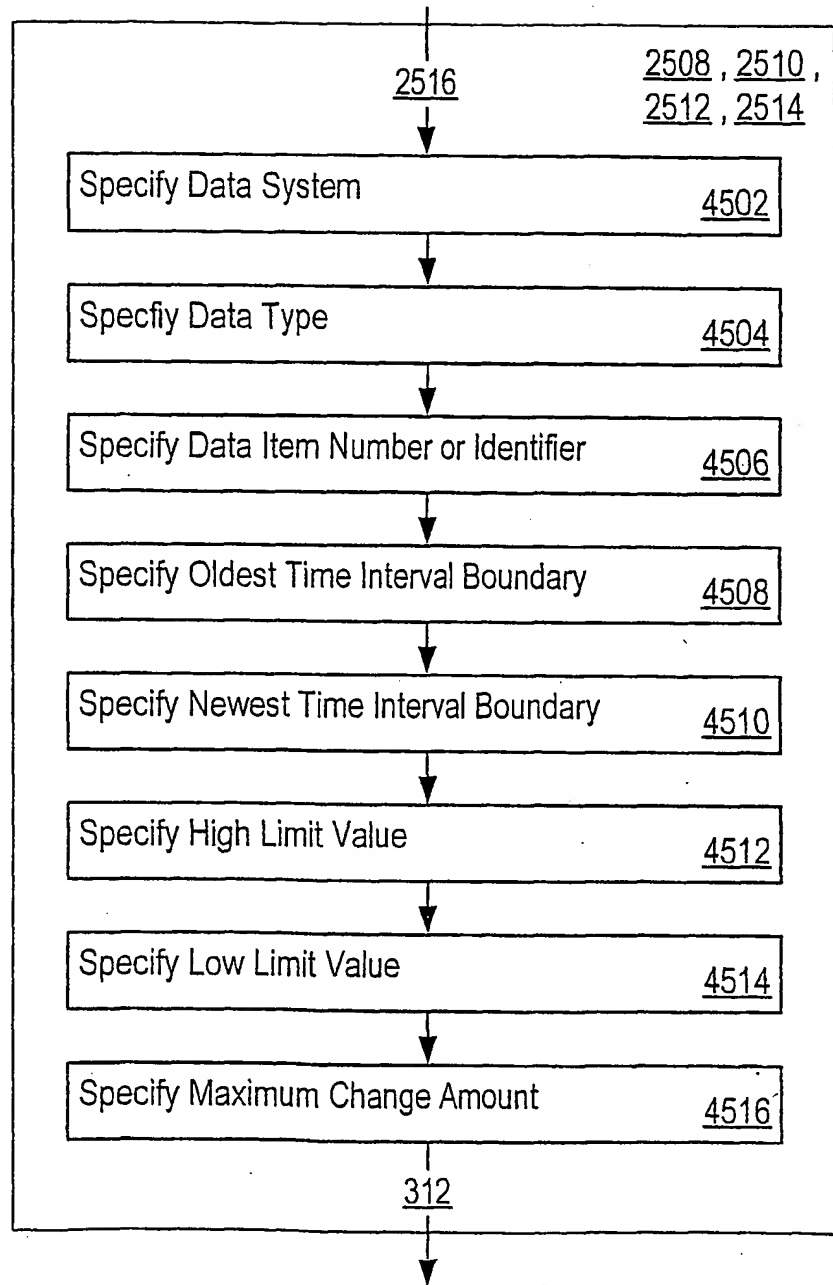 2516
2508 , 2510 ,
2512 , 2514
Specify Data System 4502
Specfiy Data Type 4504
Specify Data Item Number or Identifier 4506
Specify Oldest Time Interval Boundary 4508
Specify Newest Time Interval Boundary 4510
Specify High Limit Value 4512
Specify Low Limit Value 4514
Specify Maximum Change Amount 4516
312